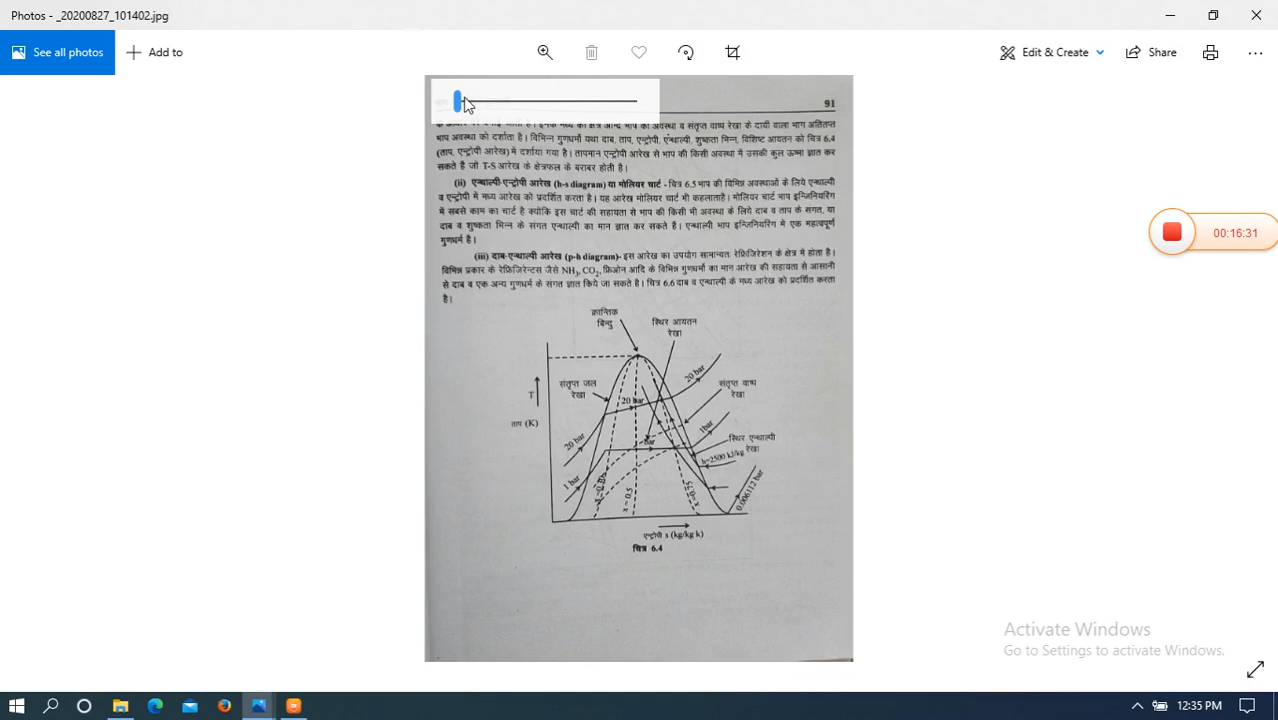 Photos - _20200827_101402.jpg
See all photos
Add to
Edit & Create
Share
91
भाप अवस्था को दर्शाता है। विभिन्न गुणधर्मो यथा दाब, ताप, एन्ट्रोपी, एन्थाल्पी, शुष्कता भिन्न, विशिष्ट आयतन को चित्र 6.4
(ताप, एन्ट्रोपी आरेख) मे दर्शाया गया है। तापमान एन्ट्रोपी आरेख से भाप की किसी अवस्था में उसकी कुल ऊष्मा ज्ञात कर
सकते है जो T-S आरेख के क्षेत्रफल के बराबर होती है।
(ii) एन्थाल्पी-एन्ट्रोपी आरेख (h-s diagram) या मोलियर चार्ट - चित्र 6.5 भाप की विभिन्न अवस्थाओं के लिये एन्थाल्पी
व एन्ट्रोपी में मध्य आरेख को प्रदर्शित करता है। यह आरेख मोलियर चार्ट भी कहलाताहै। मोलियर चार्ट भाप इन्जिनियरिंग
में सबसे काम का चार्ट है क्योंकि इस चार्ट की सहायता से भाप की किसी भी अवस्था के लिए दाब व ताप के संगत, या
दाब व शुष्कता भिन्न के संगत एन्थाल्पी का मान ज्ञात कर सकते है। एन्थाल्पी भाप इन्जिनियरिंग में एक महत्वपूर्ण
गुणधर्म है।
(iii) दाब-एन्थाल्पी आरेख (p-h diagram)- इस आरेख का उपयोग सामान्यतः रेफ्रिजिरेशन के क्षेत्र में होता है।
विभिन्न प्रकार के रेफ्रिजिरेन्टस जैसे NH3, CO2, फ्रिओन आदि के विभिन्न गुणधर्मो का मान आरेख की सहायता से आसानी
से दाब व एक अन्य गुणधर्म के संगत ज्ञात किये जा सकते है। चित्र 6.6 दाब व एन्थाल्पी के मध्य आरेख को प्रदर्शित करता
है।
क्रान्तिक
बिन्दु
स्थिर आयतन
रेखा
20 bar
संतृप्त जल
रेखा
संतृप्त वाष्प
रेखा
T
20 bar
ताप (K)
20 bar
1bar
स्थिर एन्थाल्पी
रेखा
bar
h=2500 kJ/kg
1 bar
x = 0.5
x=0.75
0.006112 bar
एन्ट्रोपी s (kg/kg k)
चित्र 6.4
00:16:31
Activate Windows
Go to Settings to activate Windows.
12:35 PM